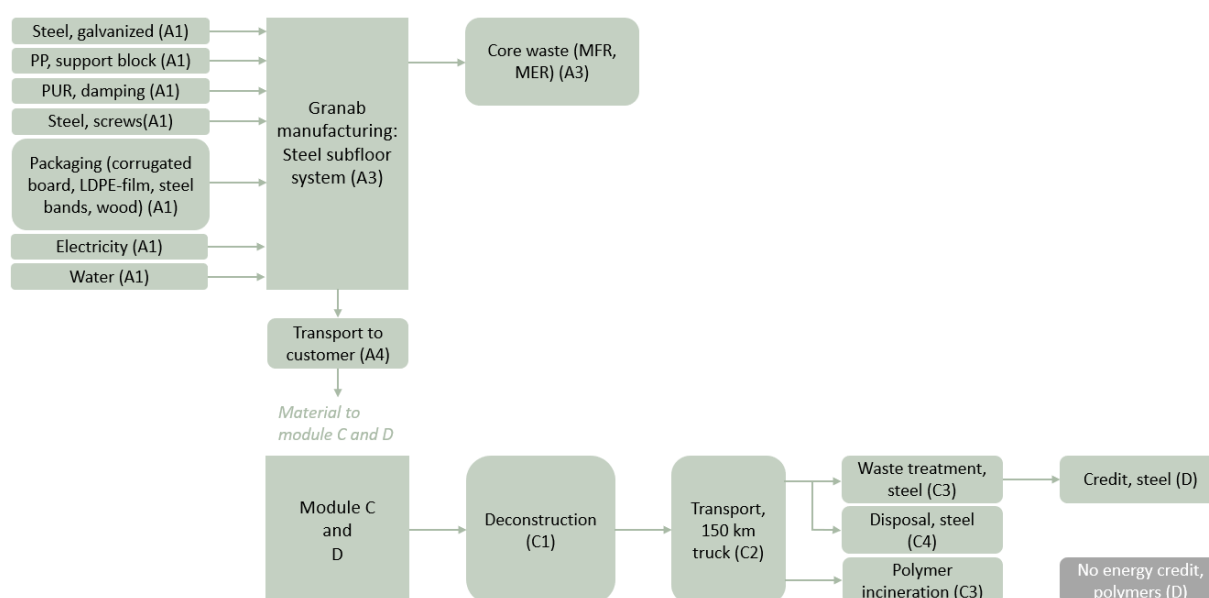 Steel, galvanized (A1)
PP, support block (A1)
PUR, damping (A1)
Steel, screws(A1)
Packaging (corrugated
board, LDPE-film, steel
bands, wood) (A1)
Electricity (A1)
Water (A1)
Granab
manufacturing:
Steel subfloor
system (A3)
Core waste (MFR,
MER) (A3)
Transport to
customer (A4)
Material to
module C and D
Module C
and
D
Deconstruction
(C1)
Transport,
150 km
truck (C2)
Waste treatment,
steel (C3)
Credit, steel (D)
Disposal, steel
(C4)
Polymer
incineration (C3)
No energy credit,
polymers (D)